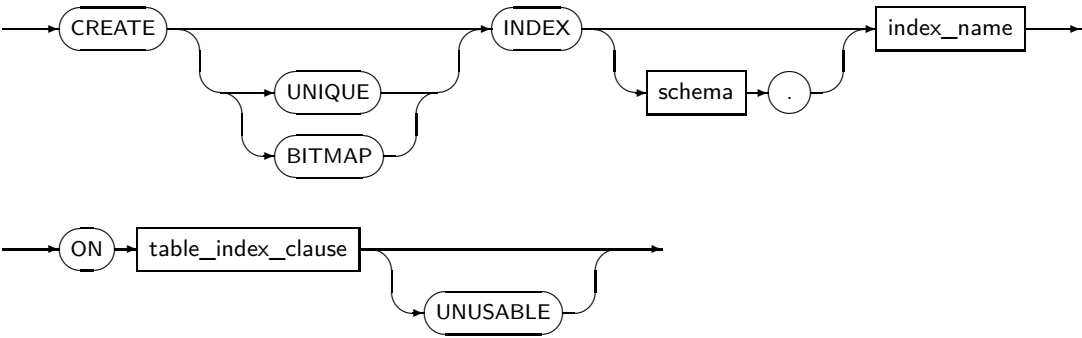 CREATE INDEX index_name
UNIQUE schema .
BITMAP
ON table_index_clause
UNUSABLE